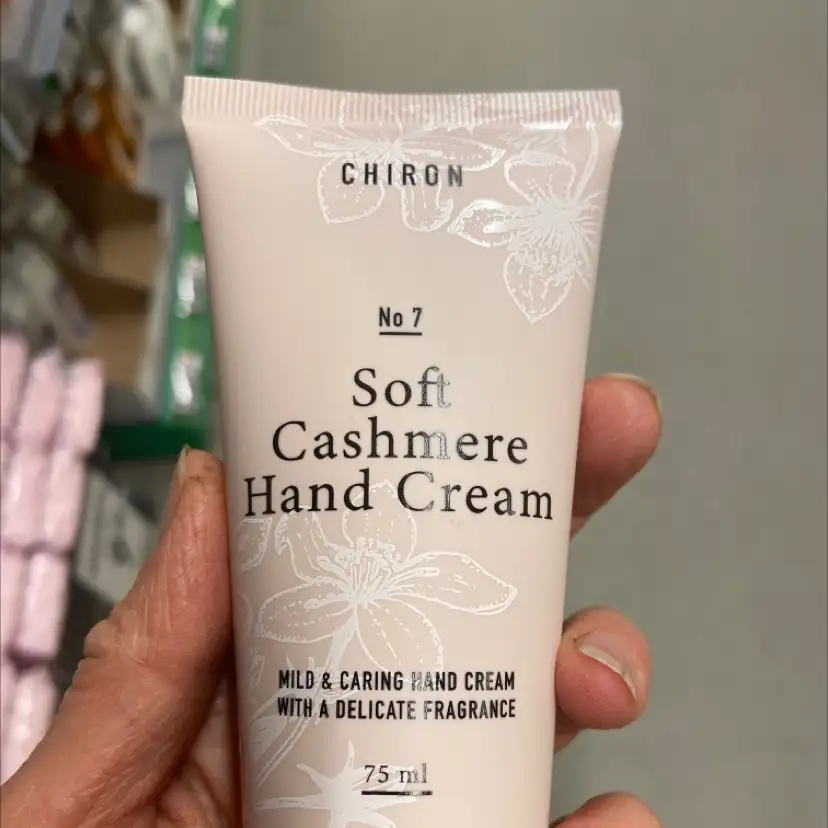 CHIRON
No 7
Soft
Cashmere
Hand Cream
MILD & CARING HAND CREAM
WITH A DELICATE FRAGRANCE
75 ml